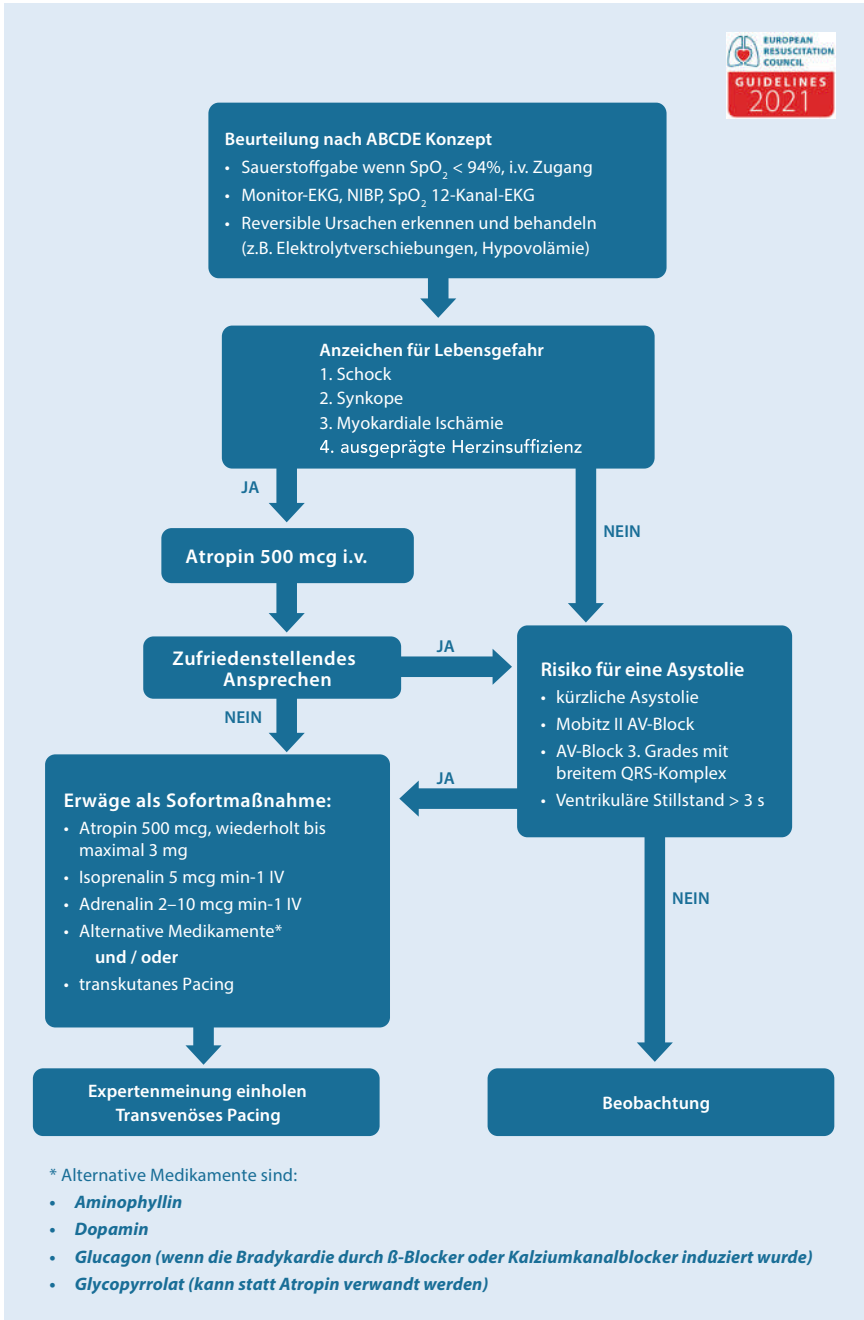 EUROPEAN
RESUSCITATION
COUNCIL
GUIDELINES
2021
Beurteilung nach ABCDE Konzept
• Sauerstoffgabe wenn SpO₂ < 94%, i.v. Zugang
• Monitor-EKG, NIBP, SpO₂ 12-Kanal-EKG
• Reversible Ursachen erkennen und behandeln
(z.B. Elektrolytverschiebungen, Hypovolämie)
Anzeichen für Lebensgefahr
1. Schock
2. Synkope
3. Myokardiale Ischämie
4. ausgeprägte Herzinsuffizienz
JA
NEIN
Atropin 500 mcg i.v.
Zufriedenstellendes
Ansprechen
JA
NEIN
Risiko für eine Asystolie
• kürzliche Asystolie
• Mobitz II AV-Block
• AV-Block 3. Grades mit
breitem QRS-Komplex
• Ventrikuläre Stillstand > 3 s
JA
NEIN
Erwäge als Sofortmaßnahme:
• Atropin 500 mcg, wiederholt bis
maximal 3 mg
• Isoprenalin 5 mcg min-1 IV
• Adrenalin 2–10 mcg min-1 IV
• Alternative Medikamente*
und / oder
• transkutanes Pacing
Expertenmeinung einholen
Transvenöses Pacing
Beobachtung
* Alternative Medikamente sind:
• Aminophyllin
• Dopamin
• Glucagon (wenn die Bradykardie durch ß-Blocker oder Kalziumkanalblocker induziert wurde)
• Glycopyrrolat (kann statt Atropin verwandt werden)